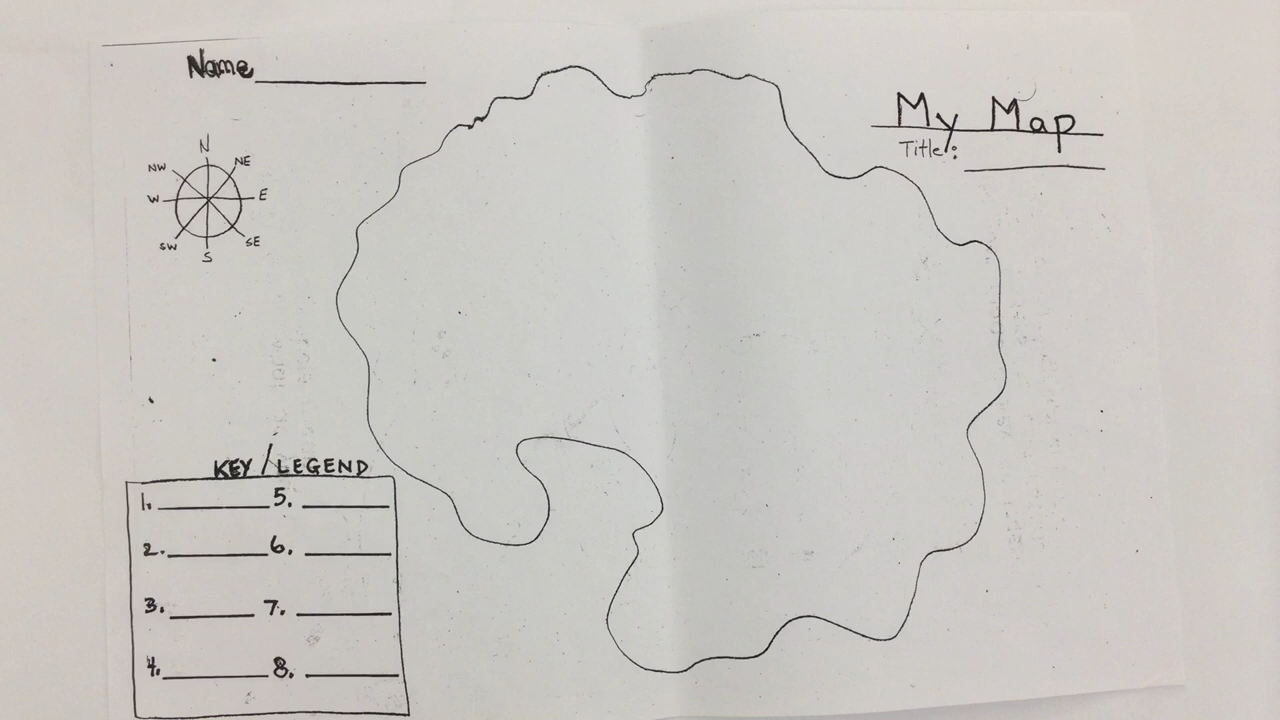 Name
My Map
Title:
N
NW NE
W E
SW SE
S
KEY/LEGEND
1. 5.
2. 6.
3. 7.
4. 8.